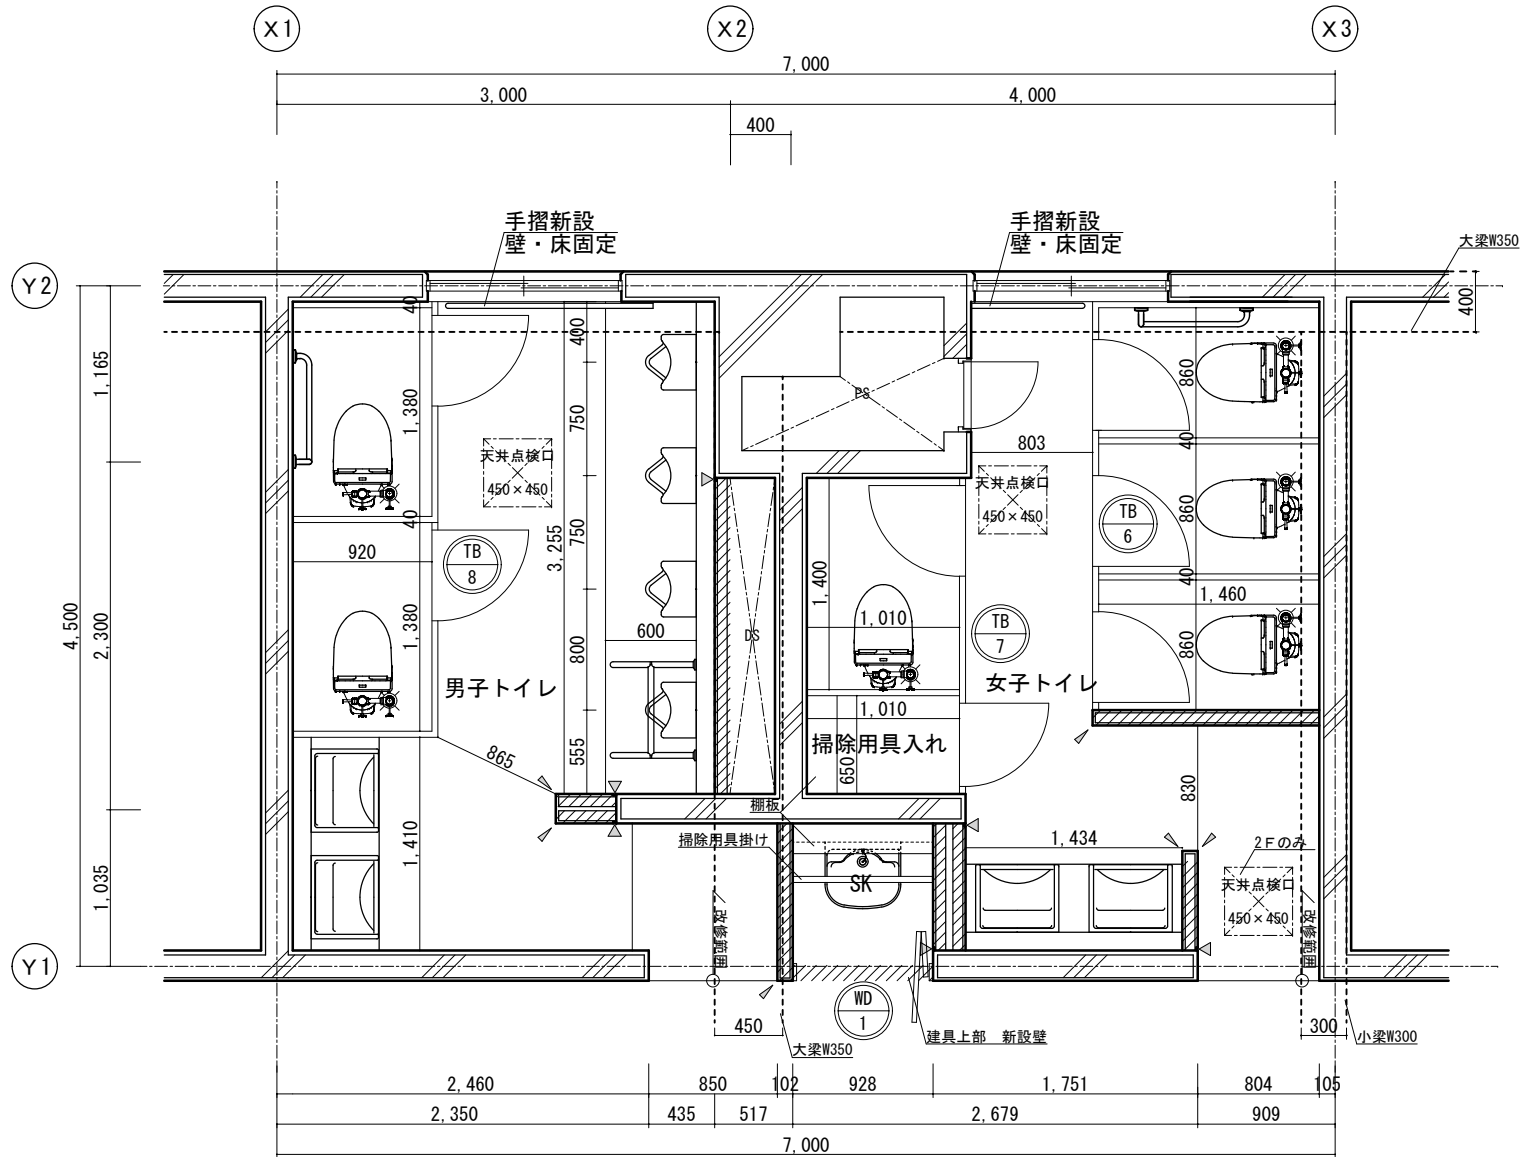 X1
X2
X3
7,000
3,000
4,000
400
手摺新設
壁・床固定
手摺新設
壁・床固定
大梁W350
Y2
400
40
400
1,165
860
1,380
750
PS
803
40
天井点検口
450×450
天井点検口
450×450
TB
6
860
40
920
TB
8
3,255
750
1,400
40
1,460
4,500
2,300
1,380
600
800
DS
1,010
TB
7
860
男子トイレ
女子トイレ
1,010
掃除用具入れ
865
555
650
830
棚板
掃除用具掛け
1,410
1,434
2Fのみ
SK
天井点検口
450×450
1,035
改修範囲
改修範囲
Y1
WD
1
450
大梁W350
建具上部　新設壁
300
小梁W300
2,460
850
102
928
1,751
804
105
2,350
435
517
2,679
909
7,000